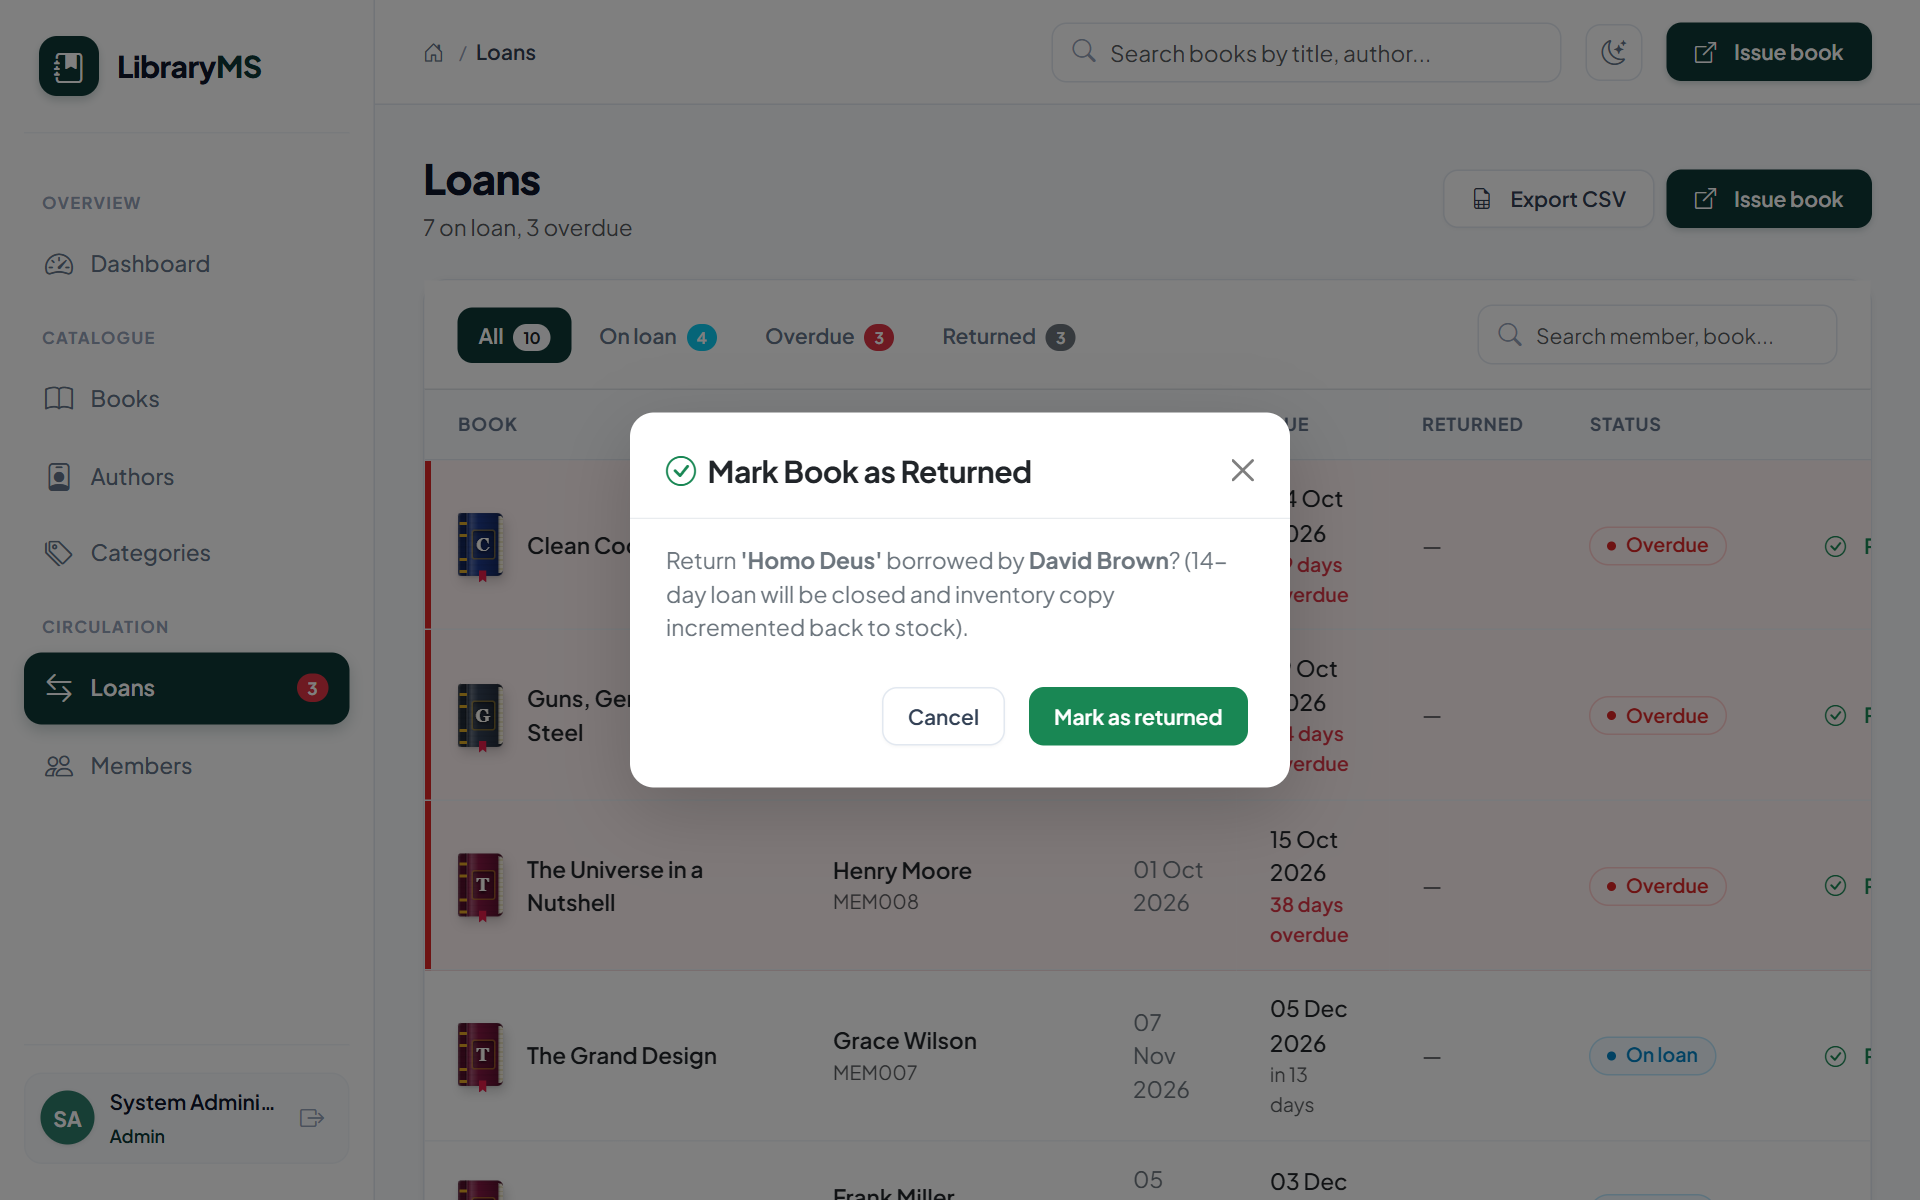 LibraryMS
/ Loans
Search books by title, author...
Issue book
OVERVIEW
Dashboard
CATALOGUE
Books
Authors
Categories
CIRCULATION
Loans 3
Members
SA
System Admini...
Admin
Loans
7 on loan, 3 overdue
Export CSV
Issue book
All 10
On loan 4
Overdue 3
Returned 3
Search member, book...
BOOK
RETURNED
STATUS
Mark Book as Returned
Return 'Homo Deus' borrowed by David Brown? (14-
day loan will be closed and inventory copy
incremented back to stock).
Cancel
Mark as returned
C
Clean
Oct
days
—
Overdue
G
Guns,
Steel
Oct
days
—
Overdue
T
The Universe in a
Nutshell
Henry Moore
MEM008
01 Oct
2026
15 Oct
2026
38 days
overdue
—
Overdue
T
The Grand Design
Grace Wilson
MEM007
07
Nov
2026
05 Dec
2026
in 13
days
—
On loan
Frank Miller
05
03 Dec